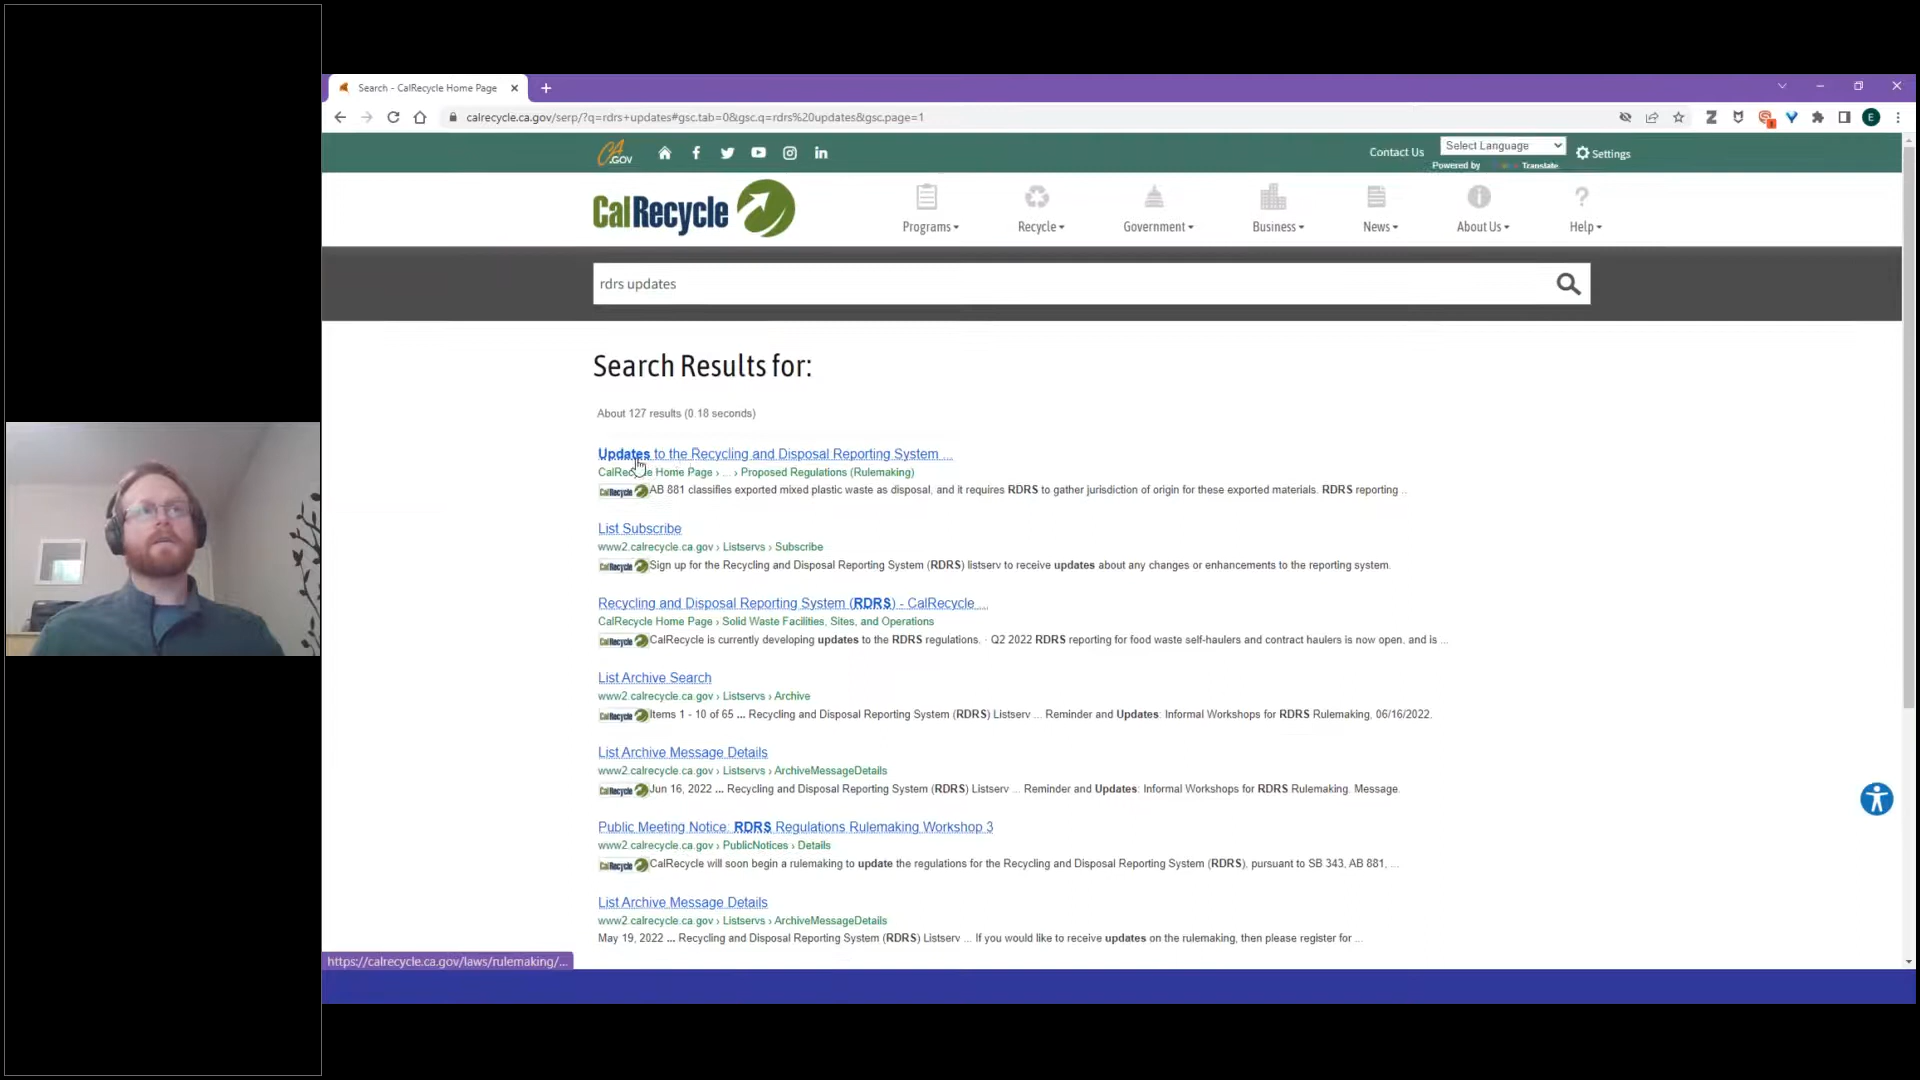 Search - CalRecycle Home Page
calrecycle.ca.gov/serp/?q=rdrs+updates#gsc.tab=0&gsc.q=rdrs%20updates&gsc.page=1
E
CA.GOV
Contact Us
Select Language
Powered by Translate
Settings
CalRecycle
Programs
Recycle
Government
Business
News
About Us
Help
rdrs updates
Search Results for:
About 127 results (0.18 seconds)
Updates to the Recycling and Disposal Reporting System ...
CalRecycle Home Page › ... › Proposed Regulations (Rulemaking)
CalRecycle AB 881 classifies exported mixed plastic waste as disposal, and it requires RDRS to gather jurisdiction of origin for these exported materials. RDRS reporting ..
List Subscribe
www2.calrecycle.ca.gov › Listservs › Subscribe
CalRecycle Sign up for the Recycling and Disposal Reporting System (RDRS) listserv to receive updates about any changes or enhancements to the reporting system.
Recycling and Disposal Reporting System (RDRS) - CalRecycle ...
CalRecycle Home Page › Solid Waste Facilities, Sites, and Operations
CalRecycle CalRecycle is currently developing updates to the RDRS regulations. · Q2 2022 RDRS reporting for food waste self-haulers and contract haulers is now open, and is ...
List Archive Search
www2.calrecycle.ca.gov › Listservs › Archive
CalRecycle Items 1 - 10 of 65 ... Recycling and Disposal Reporting System (RDRS) Listserv ... Reminder and Updates: Informal Workshops for RDRS Rulemaking, 06/16/2022.
List Archive Message Details
www2.calrecycle.ca.gov › Listservs › ArchiveMessageDetails
CalRecycle Jun 16, 2022 ... Recycling and Disposal Reporting System (RDRS) Listserv ... Reminder and Updates: Informal Workshops for RDRS Rulemaking. Message.
Public Meeting Notice: RDRS Regulations Rulemaking Workshop 3
www2.calrecycle.ca.gov › PublicNotices › Details
CalRecycle CalRecycle will soon begin a rulemaking to update the regulations for the Recycling and Disposal Reporting System (RDRS), pursuant to SB 343, AB 881, ...
List Archive Message Details
www2.calrecycle.ca.gov › Listservs › ArchiveMessageDetails
May 19, 2022 ... Recycling and Disposal Reporting System (RDRS) Listserv ... If you would like to receive updates on the rulemaking, then please register for ...
https://calrecycle.ca.gov/laws/rulemaking/...